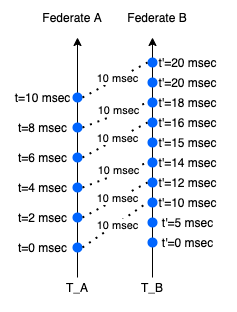 Federate A
Federate B
t'=20 msec
10 msec
t'=20 msec
t=10 msec
t'=18 msec
10 msec
t=8 msec
t'=16 msec
10 msec
t'=15 msec
t=6 msec
t'=14 msec
10 msec
t=4 msec
t'=12 msec
10 msec
t'=10 msec
t=2 msec
t'=5 msec
10 msec
t=0 msec
t'=0 msec
T_A
T_B